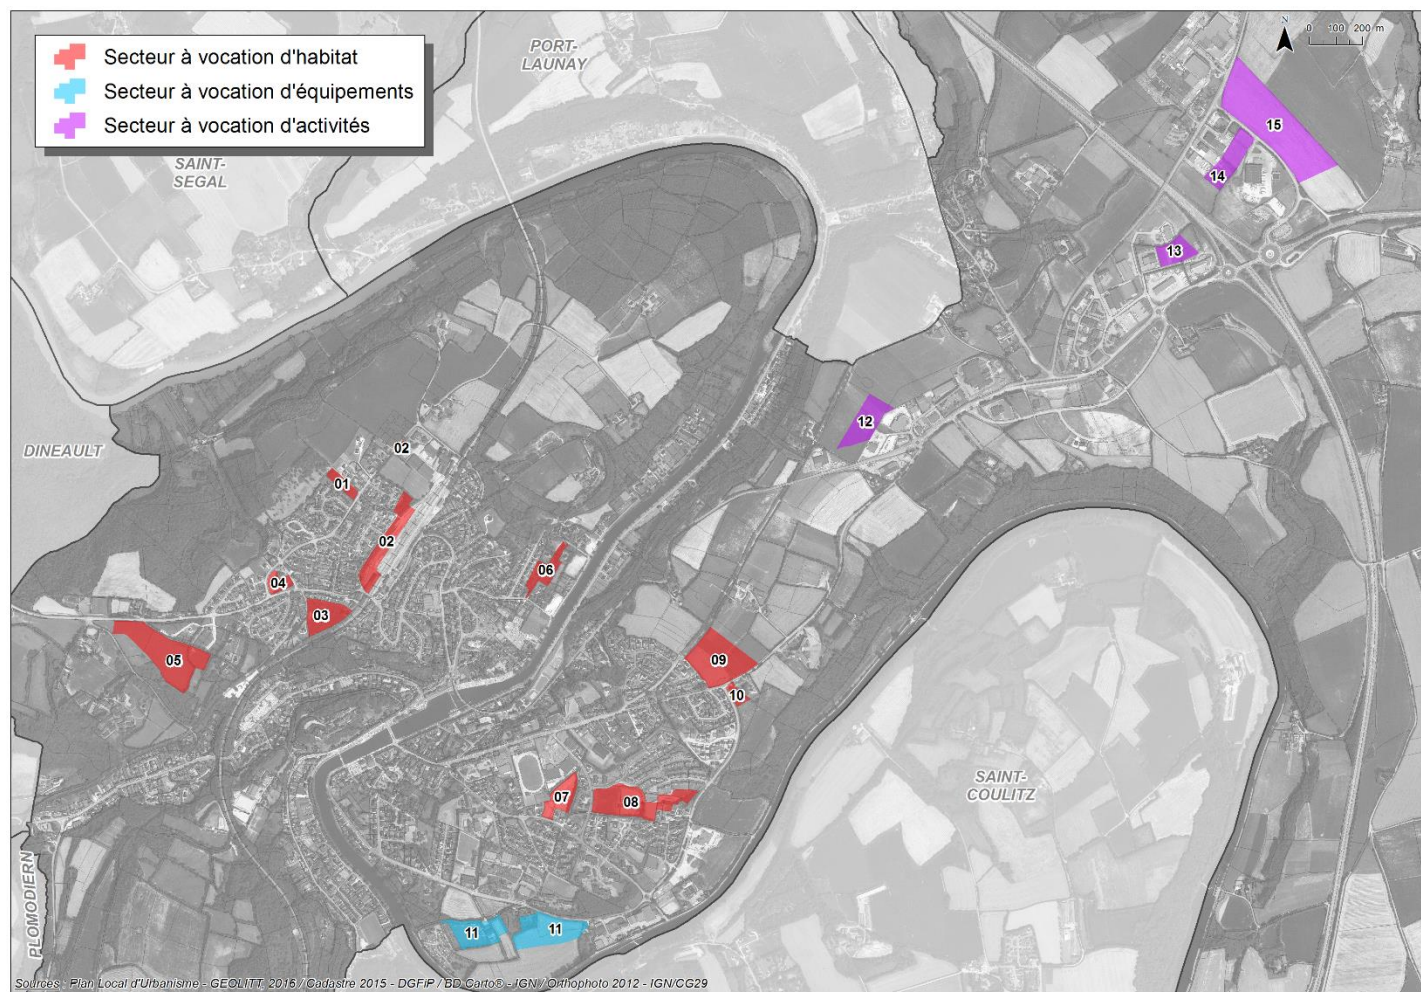 Secteur à vocation d'habitat
Secteur à vocation d'équipements
Secteur à vocation d'activités
PORT-
LAUNAY
N
0 100 200 m
SAINT-
SEGAL
15
14
13
DINEAULT
12
02
01
02
04
06
03
05
09
10
SAINT-
COULITZ
07
08
PLOMODIERN
11
11
Sources : Plan Local d'Urbanisme - GEOLITT, 2016 / Cadastre 2015 - DGFiP / BD Carto® - IGN / Orthophoto 2012 - IGN/CG29